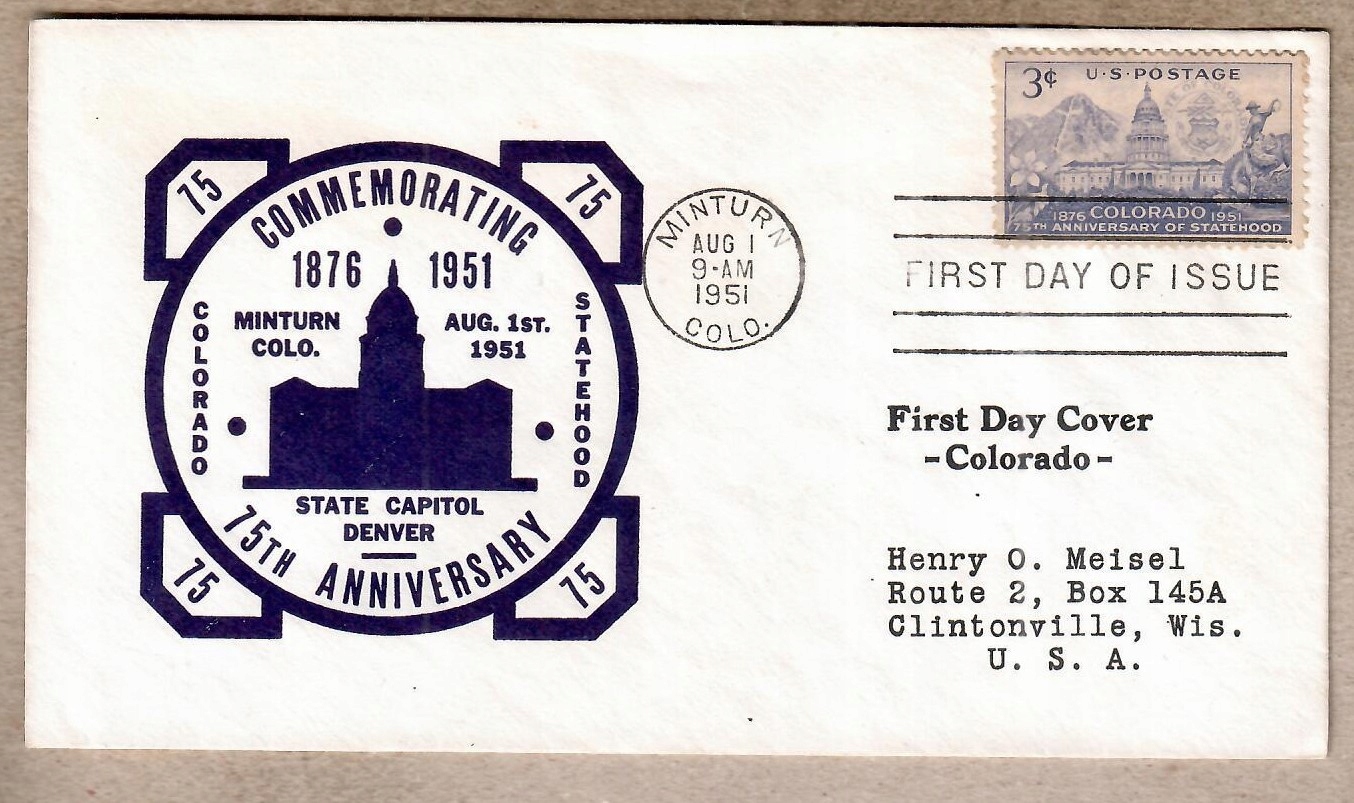 75
75
COMMEMORATING
1876 1951
MINTURN
COLO.
AUG. 1ST.
1951
COLORADO
STATEHOOD
STATE CAPITOL
DENVER
75TH ANNIVERSARY
75
75
MINTURN
AUG 1
9-AM
1951
COLO.
3¢ U·S·POSTAGE
1876 COLORADO 1951
75TH ANNIVERSARY OF STATEHOOD
FIRST DAY OF ISSUE
First Day Cover
-Colorado-
Henry O. Meisel
Route 2, Box 145A
Clintonville, Wis.
U. S. A.